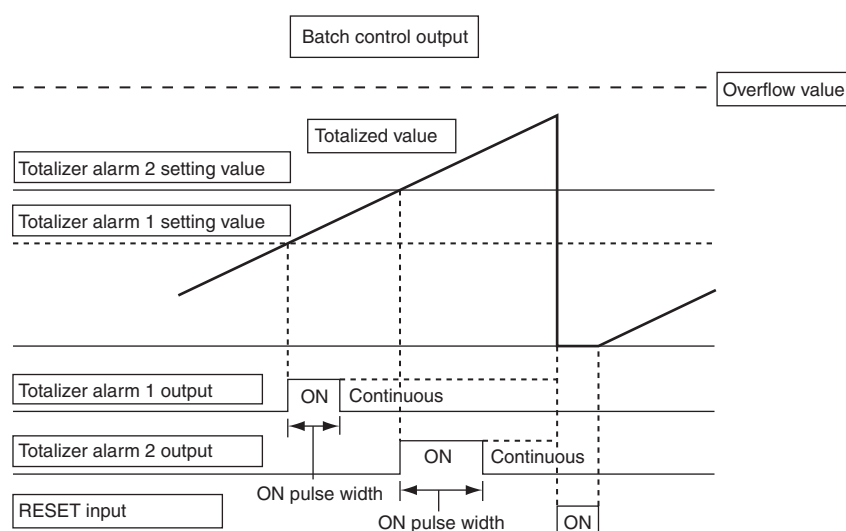 Batch control output
Overflow value
Totalized value
Totalizer alarm 2 setting value
Totalizer alarm 1 setting value
Totalizer alarm 1 output
ON
Continuous
Totalizer alarm 2 output
ON
Continuous
ON pulse width
RESET input
ON pulse width
ON